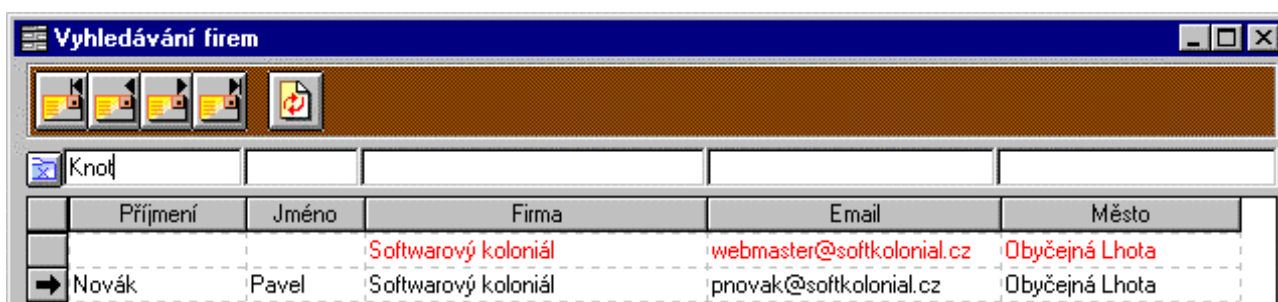 Vyhledávání firem
Knot
Příjmení Jméno Firma Email Město
Softwarový koloniál webmaster@softkolonial.cz Obyčejná Lhota
Novák Pavel Softwarový koloniál pnovak@softkolonial.cz Obyčejná Lhota